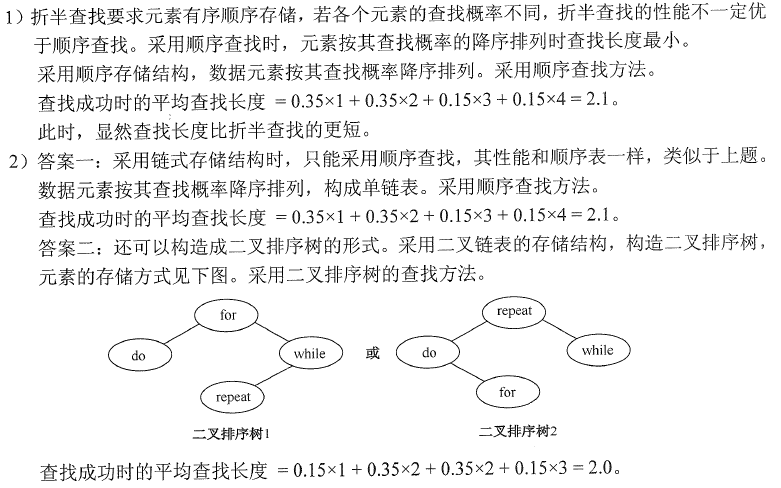 1）折半查找要求元素有序顺序存储，若各个元素的查找概率不同，折半查找的性能不一定优
于顺序查找。采用顺序查找时，元素按其查找概率的降序排列时查找长度最小。
采用顺序存储结构，数据元素按其查找概率降序排列。采用顺序查找方法。
查找成功时的平均查找长度 = 0.35×1 + 0.35×2 + 0.15×3 + 0.15×4 = 2.1。
此时，显然查找长度比折半查找的更短。
2）答案一：采用链式存储结构时，只能采用顺序查找，其性能和顺序表一样，类似于上题。
数据元素按其查找概率降序排列，构成单链表。采用顺序查找方法。
查找成功时的平均查找长度 = 0.35×1 + 0.35×2 + 0.15×3 + 0.15×4 = 2.1。
答案二：还可以构造成二叉排序树的形式。采用二叉链表的存储结构，构造二叉排序树，
元素的存储方式见下图。采用二叉排序树的查找方法。
for
do
while
repeat
二叉排序树1
或
repeat
do
while
for
二叉排序树2
查找成功时的平均查找长度 = 0.15×1 + 0.35×2 + 0.35×2 + 0.15×3 = 2.0。